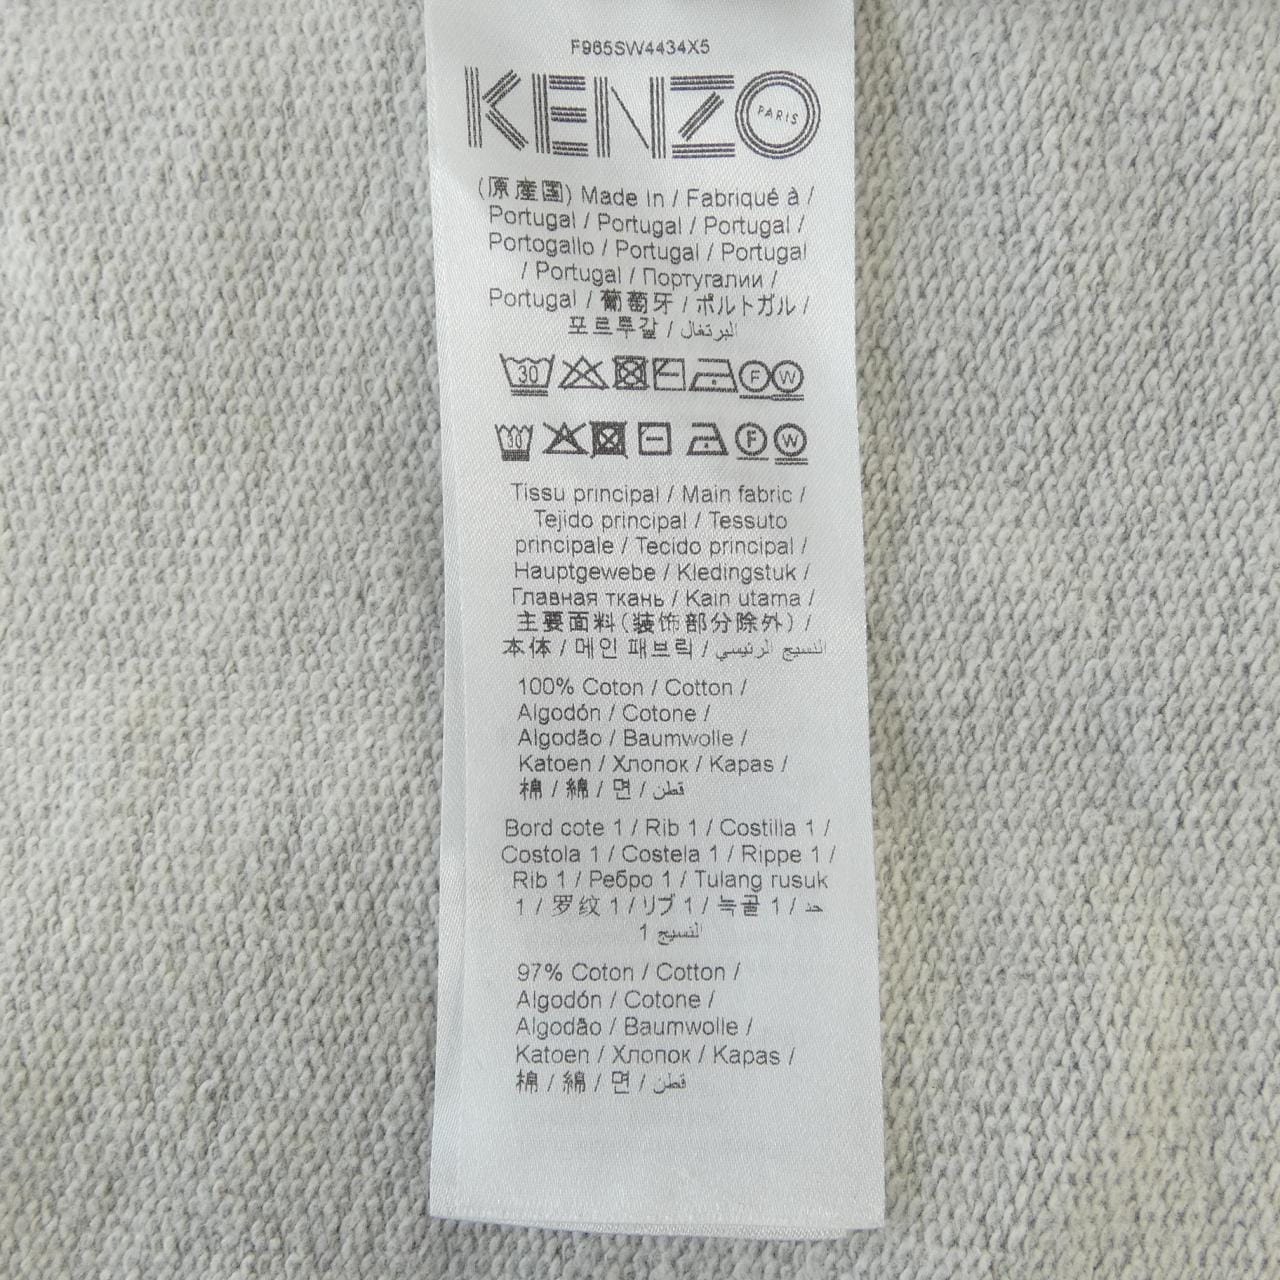 F965SW4434X5
KENZO PARIS
(原産国) Made In / Fabriqué à /
Portugal / Portugal / Portugal /
Portogallo / Portugal / Portugal
/ Portugal / Португалии /
Portugal / 葡萄牙 / ポルトガル /
포르투갈 / البرتغال
30 F W
30 F W
Tissu principal / Main fabric /
Tejido principal / Tessuto
principale / Tecido principal /
Hauptgewebe / Kledingstuk /
Главная ткань / Kain utama /
主要面料(装饰部分除外) /
本体 / 메인 패브릭 / النسيج الرئيسي
100% Coton / Cotton /
Algodón / Cotone /
Algodão / Baumwolle /
Katoen / Хлопок / Kapas /
棉 / 綿 / 면 / قطن
Bord cote 1 / Rib 1 / Costilla 1 /
Costola 1 / Costela 1 / Rippe 1 /
Rib 1 / Ребро 1 / Tulang rusuk
1 / 罗纹 1 / リブ 1 / 늑골 1 / حد
النسيج 1
97% Coton / Cotton /
Algodón / Cotone /
Algodão / Baumwolle /
Katoen / Хлопок / Kapas /
棉 / 綿 / 면 / قطن